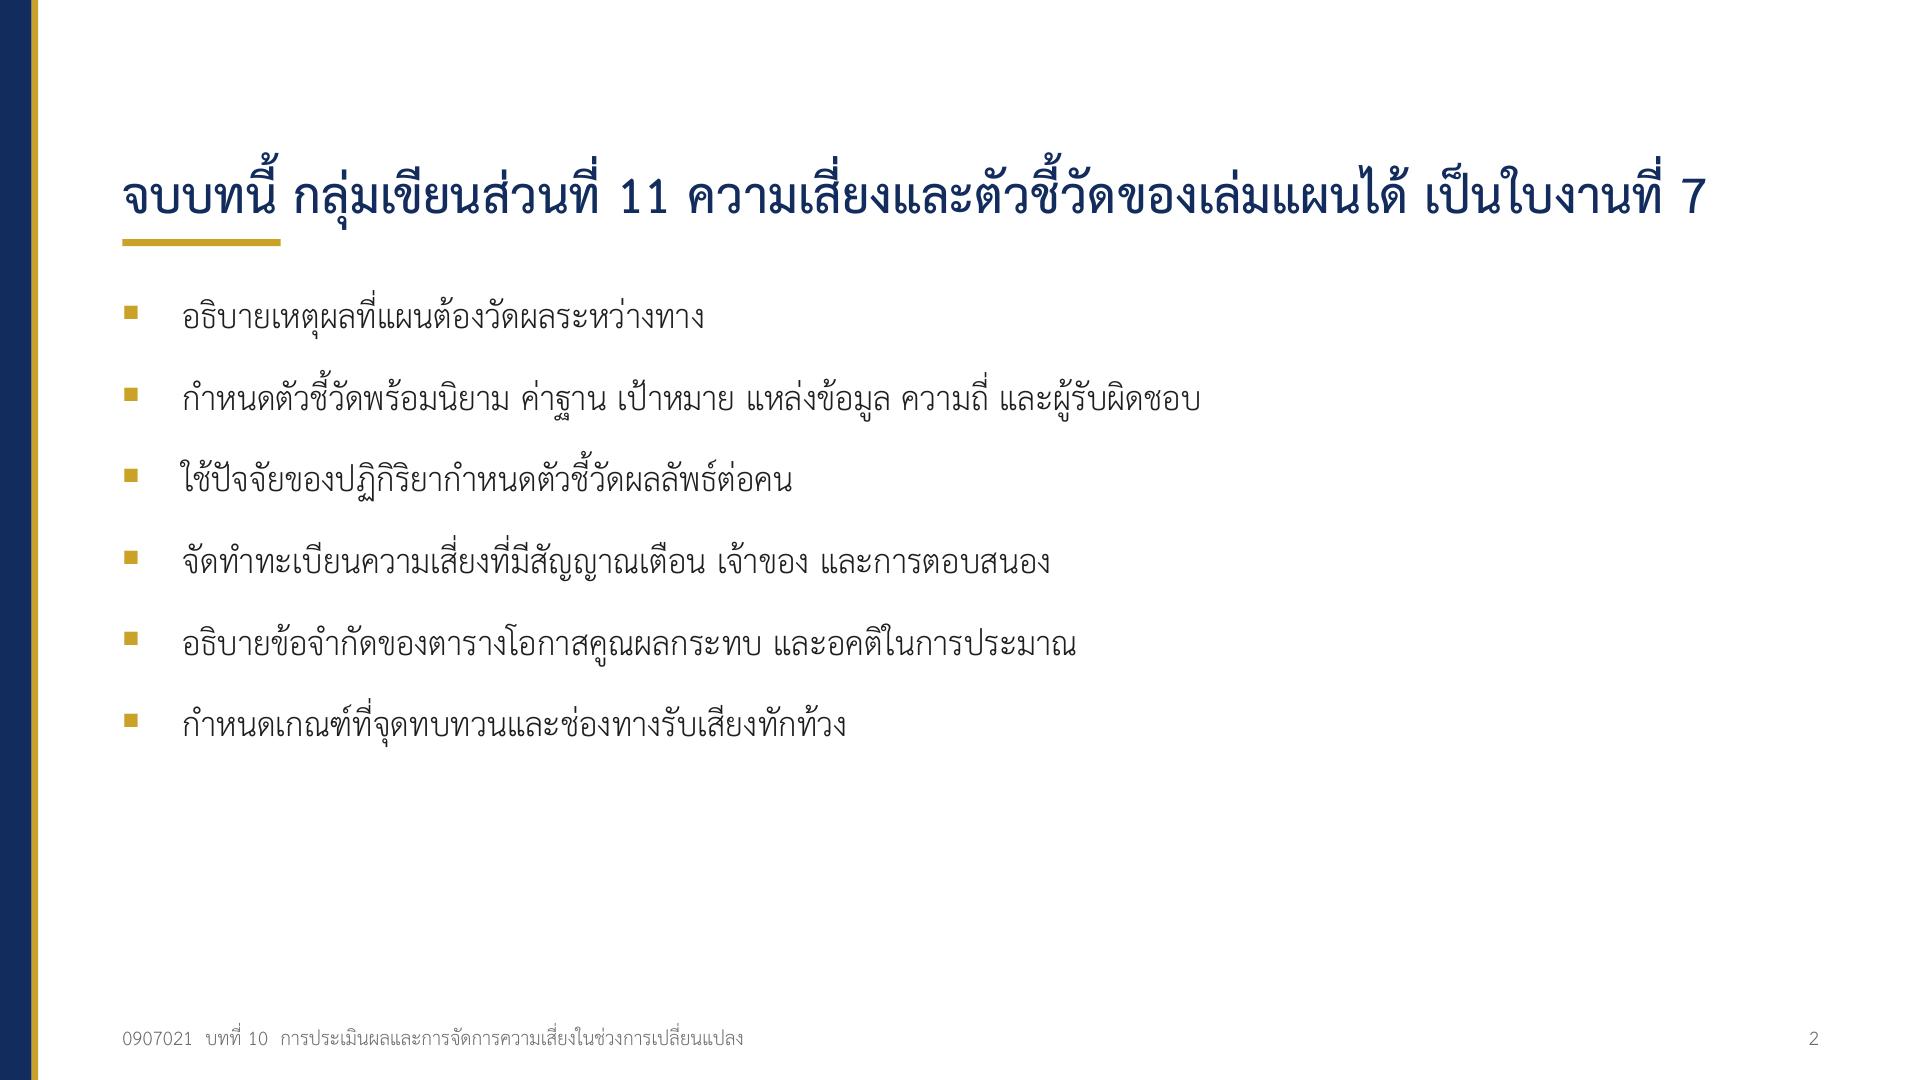 จบบทนี้ กลุ่มเขียนส่วนที่ 11 ความเสี่ยงและตัวชี้วัดของเล่มแผนได้ เป็นใบงานที่ 7
อธิบายเหตุผลที่แผนต้องวัดผลระหว่างทาง
กำหนดตัวชี้วัดพร้อมนิยาม ค่าฐาน เป้าหมาย แหล่งข้อมูล ความถี่ และผู้รับผิดชอบ
ใช้ปัจจัยของปฏิกิริยากำหนดตัวชี้วัดผลลัพธ์ต่อคน
จัดทำทะเบียนความเสี่ยงที่มีสัญญาณเตือน เจ้าของ และการตอบสนอง
อธิบายข้อจำกัดของตารางโอกาสคูณผลกระทบ และอคติในการประมาณ
กำหนดเกณฑ์ที่จุดทบทวนและช่องทางรับเสียงทักท้วง
0907021 บทที่ 10 การประเมินผลและการจัดการความเสี่ยงในช่วงการเปลี่ยนแปลง
2